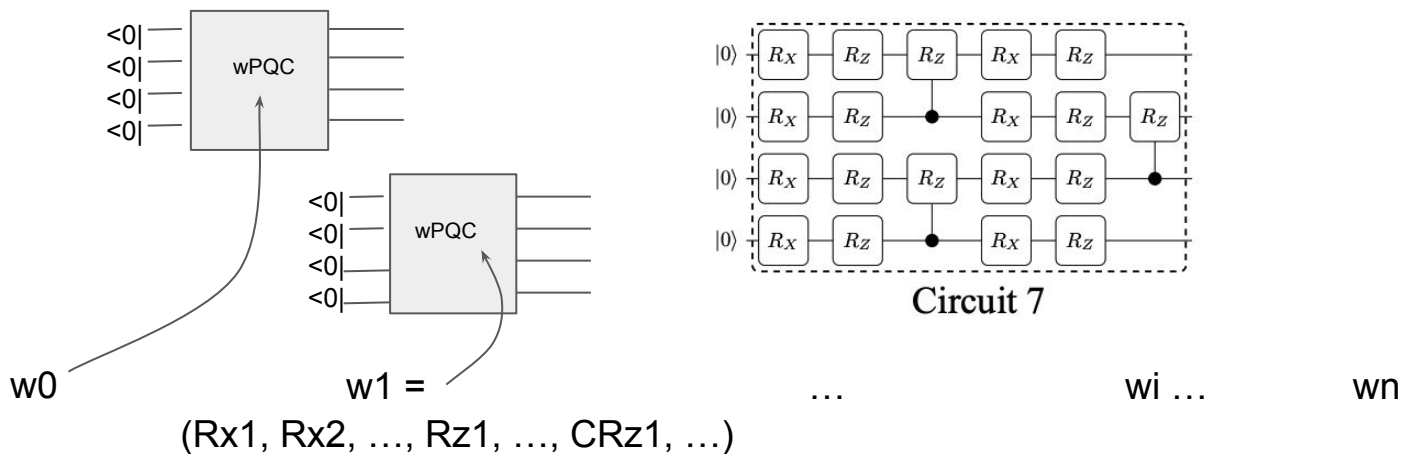 <0|
<0|
<0|
<0|
wPQC
<0|
<0|
<0|
<0|
wPQC
|0⟩ R_X R_Z R_Z R_X R_Z
|0⟩ R_X R_Z R_X R_Z R_Z
|0⟩ R_X R_Z R_Z R_X R_Z
|0⟩ R_X R_Z R_X R_Z
Circuit 7
w0 w1 = … wi … wn
(Rx1, Rx2, …, Rz1, …, CRz1, …)